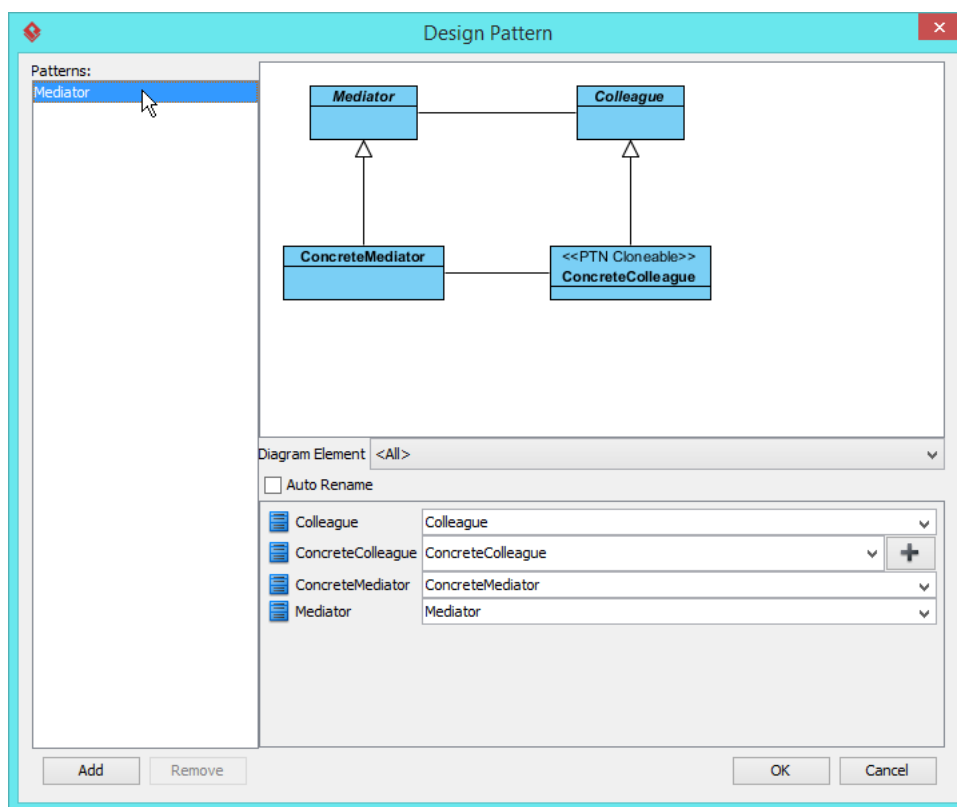 Design Pattern
Patterns:
Mediator
Mediator
Colleague
ConcreteMediator
<<PTN Cloneable>>
ConcreteColleague
Diagram Element <All>
Auto Rename
Colleague Colleague
ConcreteColleague ConcreteColleague
ConcreteMediator ConcreteMediator
Mediator Mediator
Add Remove OK Cancel